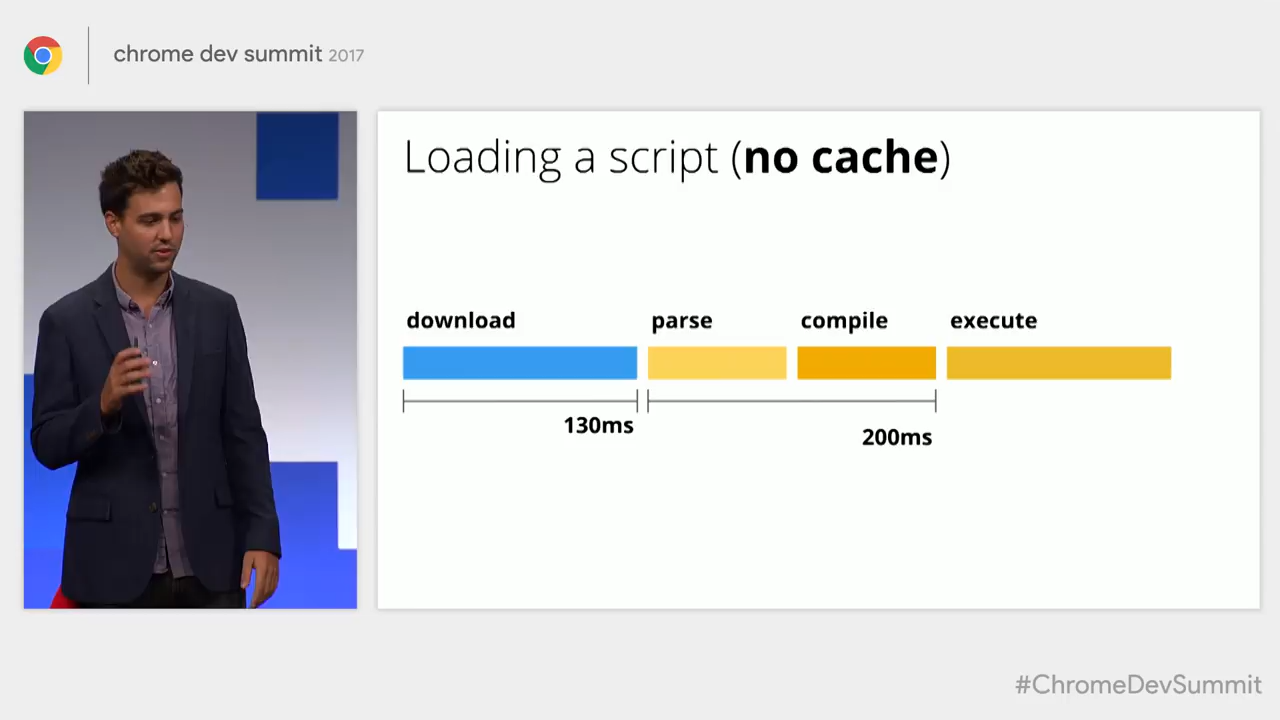 chrome dev summit 2017
Loading a script (no cache)
download parse compile execute
130ms
200ms
#ChromeDevSummit